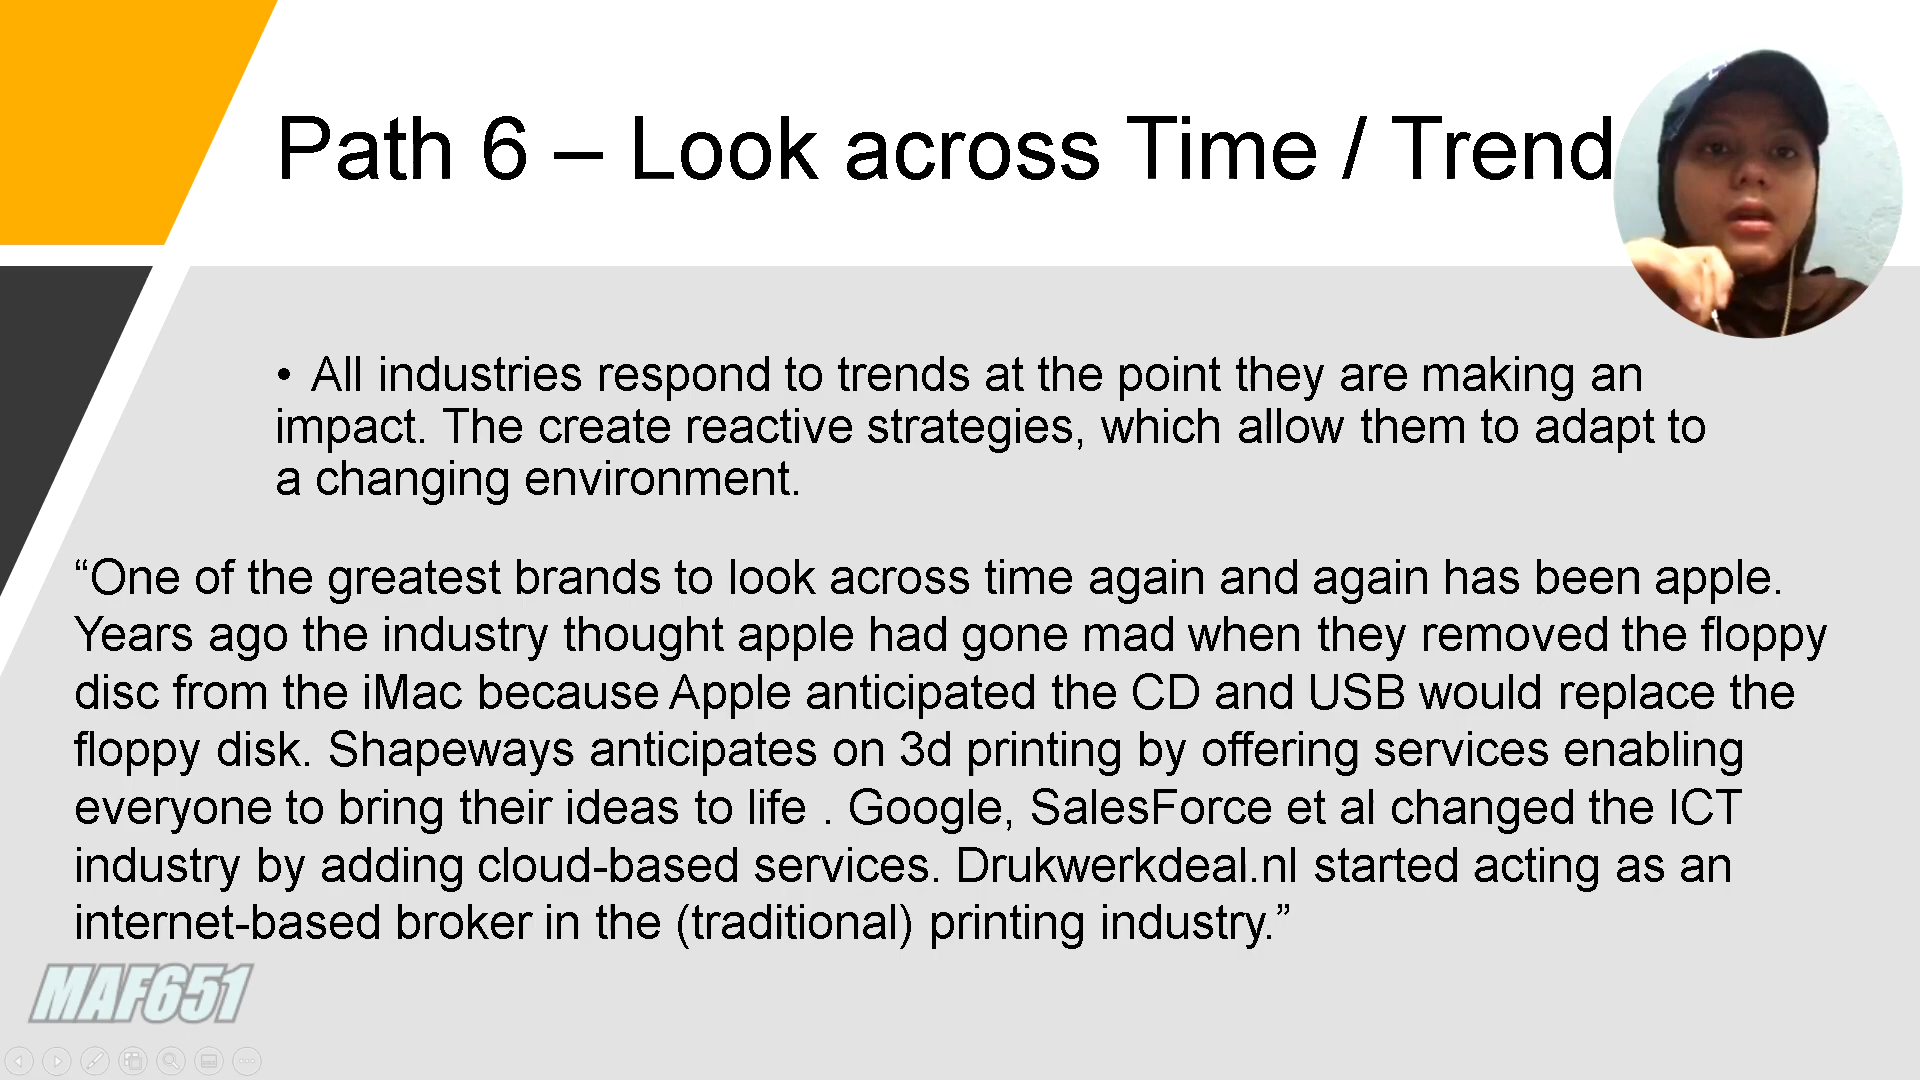 Path 6 – Look across Time / Trend
• All industries respond to trends at the point they are making an
impact. The create reactive strategies, which allow them to adapt to
a changing environment.
“One of the greatest brands to look across time again and again has been apple.
Years ago the industry thought apple had gone mad when they removed the floppy
disc from the iMac because Apple anticipated the CD and USB would replace the
floppy disk. Shapeways anticipates on 3d printing by offering services enabling
everyone to bring their ideas to life . Google, SalesForce et al changed the ICT
industry by adding cloud-based services. Drukwerkdeal.nl started acting as an
internet-based broker in the (traditional) printing industry.”
MAF651